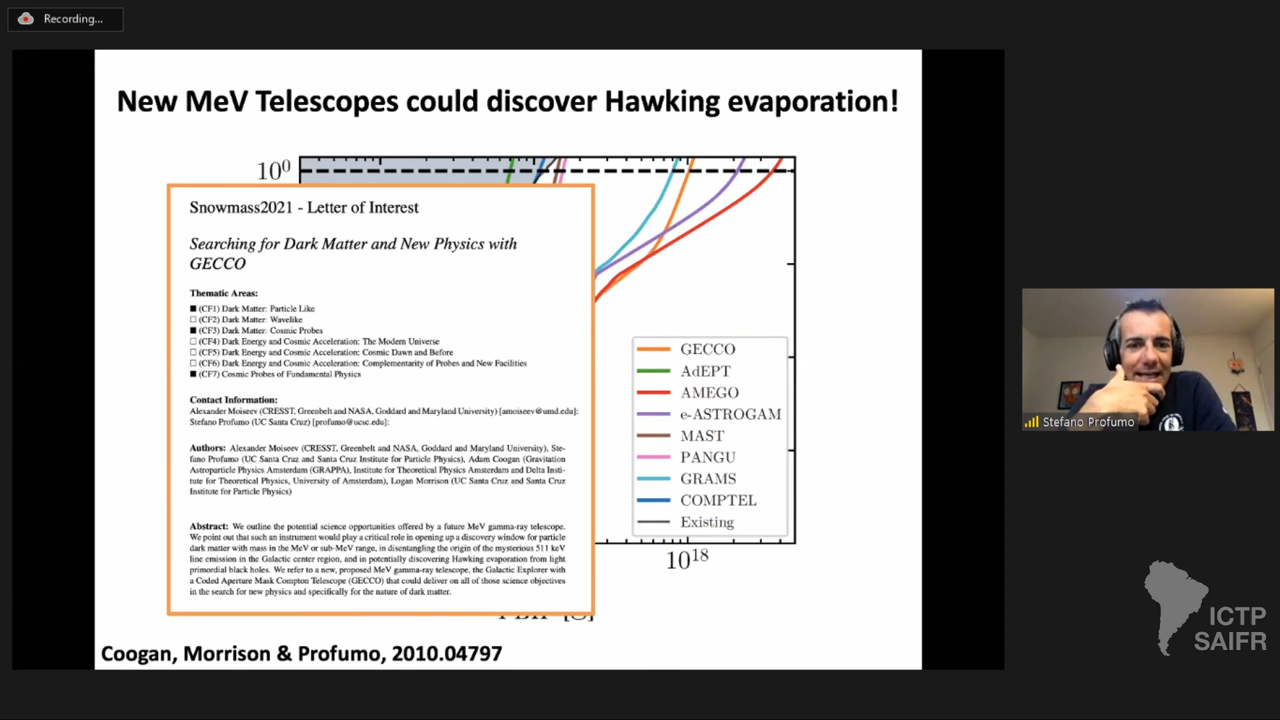 Recording...
New MeV Telescopes could discover Hawking evaporation!
10⁰
Snowmass2021 - Letter of Interest
Searching for Dark Matter and New Physics with
GECCO
Thematic Areas:
■ (CF1) Dark Matter: Particle Like
□ (CF2) Dark Matter: Wavelike
■ (CF3) Dark Matter: Cosmic Probes
□ (CF4) Dark Energy and Cosmic Acceleration: The Modern Universe
□ (CF5) Dark Energy and Cosmic Acceleration: Cosmic Dawn and Before
□ (CF6) Dark Energy and Cosmic Acceleration: Complementarity of Probes and New Facilities
■ (CF7) Cosmic Probes of Fundamental Physics
Contact Information:
Alexander Moiseev (CRESST, Greenbelt and NASA, Goddard and Maryland University) [amoiseev@umd.edu]:
Stefano Profumo (UC Santa Cruz) [profumo@ucsc.edu]:
Authors: Alexander Moiseev (CRESST, Greenbelt and NASA, Goddard and Maryland University), Ste-
fano Profumo (UC Santa Cruz and Santa Cruz Institute for Particle Physics), Adam Coogan (Gravitation
Astroparticle Physics Amsterdam (GRAPPA), Institute for Theoretical Physics Amsterdam and Delta Insti-
tute for Theoretical Physics, University of Amsterdam), Logan Morrison (UC Santa Cruz and Santa Cruz
Institute for Particle Physics)
Abstract: We outline the potential science opportunities offered by a future MeV gamma-ray telescope.
We point out that such an instrument would play a critical role in opening up a discovery window for particle
dark matter with mass in the MeV or sub-MeV range, in disentangling the origin of the mysterious 511 keV
line emission in the Galactic center region, and in potentially discovering Hawking evaporation from light
primordial black holes. We refer to a new, proposed MeV gamma-ray telescope, the Galactic Explorer with
a Coded Aperture Mask Compton Telescope (GECCO) that could deliver on all of those science objectives
in the search for new physics and specifically for the nature of dark matter.
GECCO
AdEPT
AMEGO
e-ASTROGAM
MAST
PANGU
GRAMS
COMPTEL
Existing
10¹⁸
Coogan, Morrison & Profumo, 2010.04797
Stefano Profumo
ICTP
SAIFR